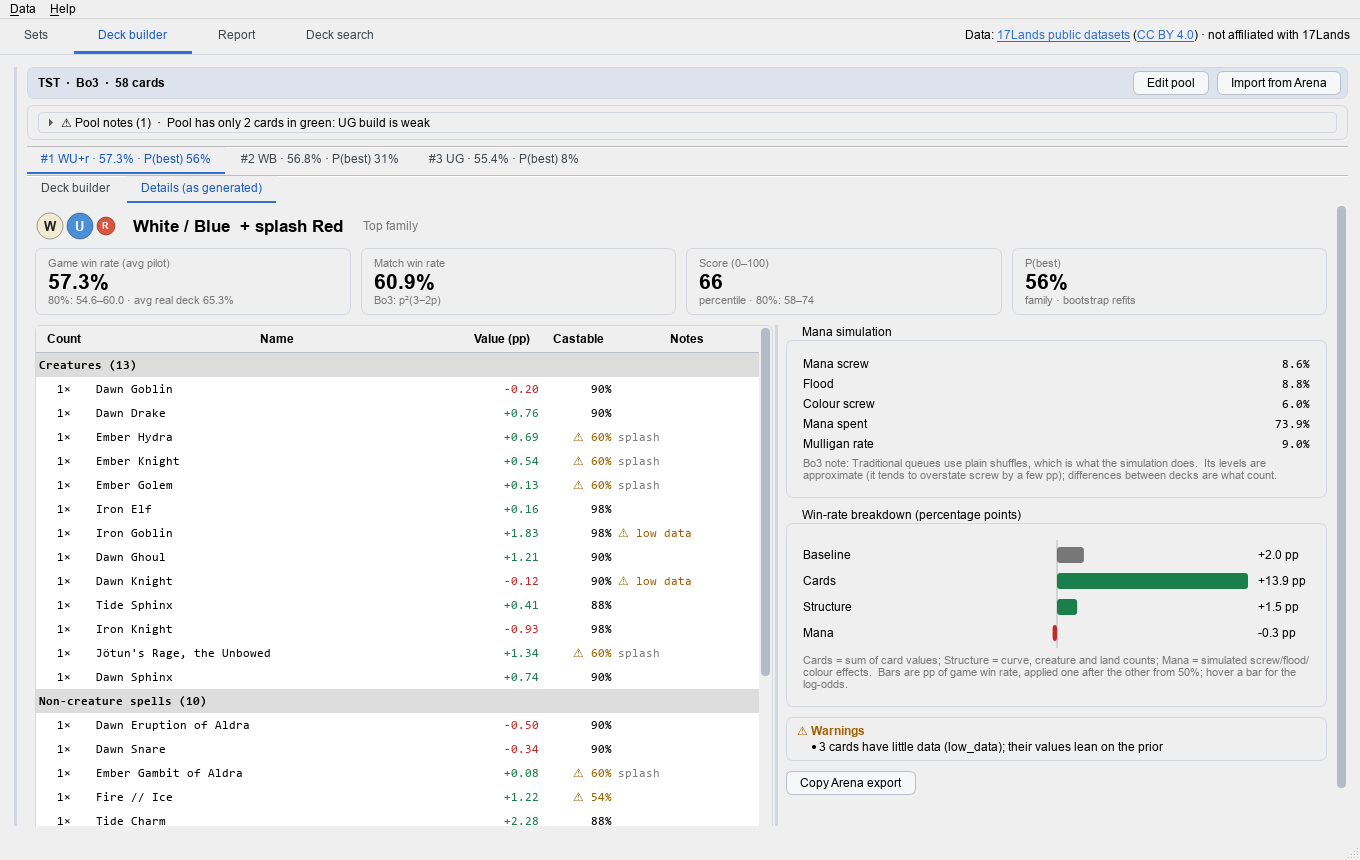 Data Help
Sets Deck builder Report Deck search Data: 17Lands public datasets (CC BY 4.0) · not affiliated with 17Lands
TST · Bo3 · 58 cards Edit pool Import from Arena
⚠ Pool notes (1) · Pool has only 2 cards in green: UG build is weak
#1 WU+r · 57.3% · P(best) 56% #2 WB · 56.8% · P(best) 31% #3 UG · 55.4% · P(best) 8%
Deck builder Details (as generated)
W U R White / Blue + splash Red Top family
Game win rate (avg pilot)
57.3%
80%: 54.6–60.0 · avg real deck 65.3%
Match win rate
60.9%
Bo3: p²(3−2p)
Score (0–100)
66
percentile · 80%: 58–74
P(best)
56%
family · bootstrap refits
Count Name Value (pp) Castable Notes
Creatures (13)
1× Dawn Goblin -0.20 90%
1× Dawn Drake +0.76 90%
1× Ember Hydra +0.69 ⚠ 60% splash
1× Ember Knight +0.54 ⚠ 60% splash
1× Ember Golem +0.13 ⚠ 60% splash
1× Iron Elf +0.16 98%
1× Iron Goblin +1.83 98% ⚠ low data
1× Dawn Ghoul +1.21 90%
1× Dawn Knight -0.12 90% ⚠ low data
1× Tide Sphinx +0.41 88%
1× Iron Knight -0.93 98%
1× Jötun's Rage, the Unbowed +1.34 ⚠ 60% splash
1× Dawn Sphinx +0.74 90%
Non-creature spells (10)
1× Dawn Eruption of Aldra -0.50 90%
1× Dawn Snare -0.34 90%
1× Ember Gambit of Aldra +0.08 ⚠ 60% splash
1× Fire // Ice +1.22 ⚠ 54%
1× Tide Charm +2.28 88%
Mana simulation
Mana screw 8.6%
Flood 8.8%
Colour screw 6.0%
Mana spent 73.9%
Mulligan rate 9.0%
Bo3 note: Traditional queues use plain shuffles, which is what the simulation does. Its levels are
approximate (it tends to overstate screw by a few pp); differences between decks are what count.
Win-rate breakdown (percentage points)
Baseline +2.0 pp
Cards +13.9 pp
Structure +1.5 pp
Mana -0.3 pp
Cards = sum of card values; Structure = curve, creature and land counts; Mana = simulated screw/flood/
colour effects. Bars are pp of game win rate, applied one after the other from 50%; hover a bar for the
log-odds.
⚠ Warnings
• 3 cards have little data (low_data); their values lean on the prior
Copy Arena export